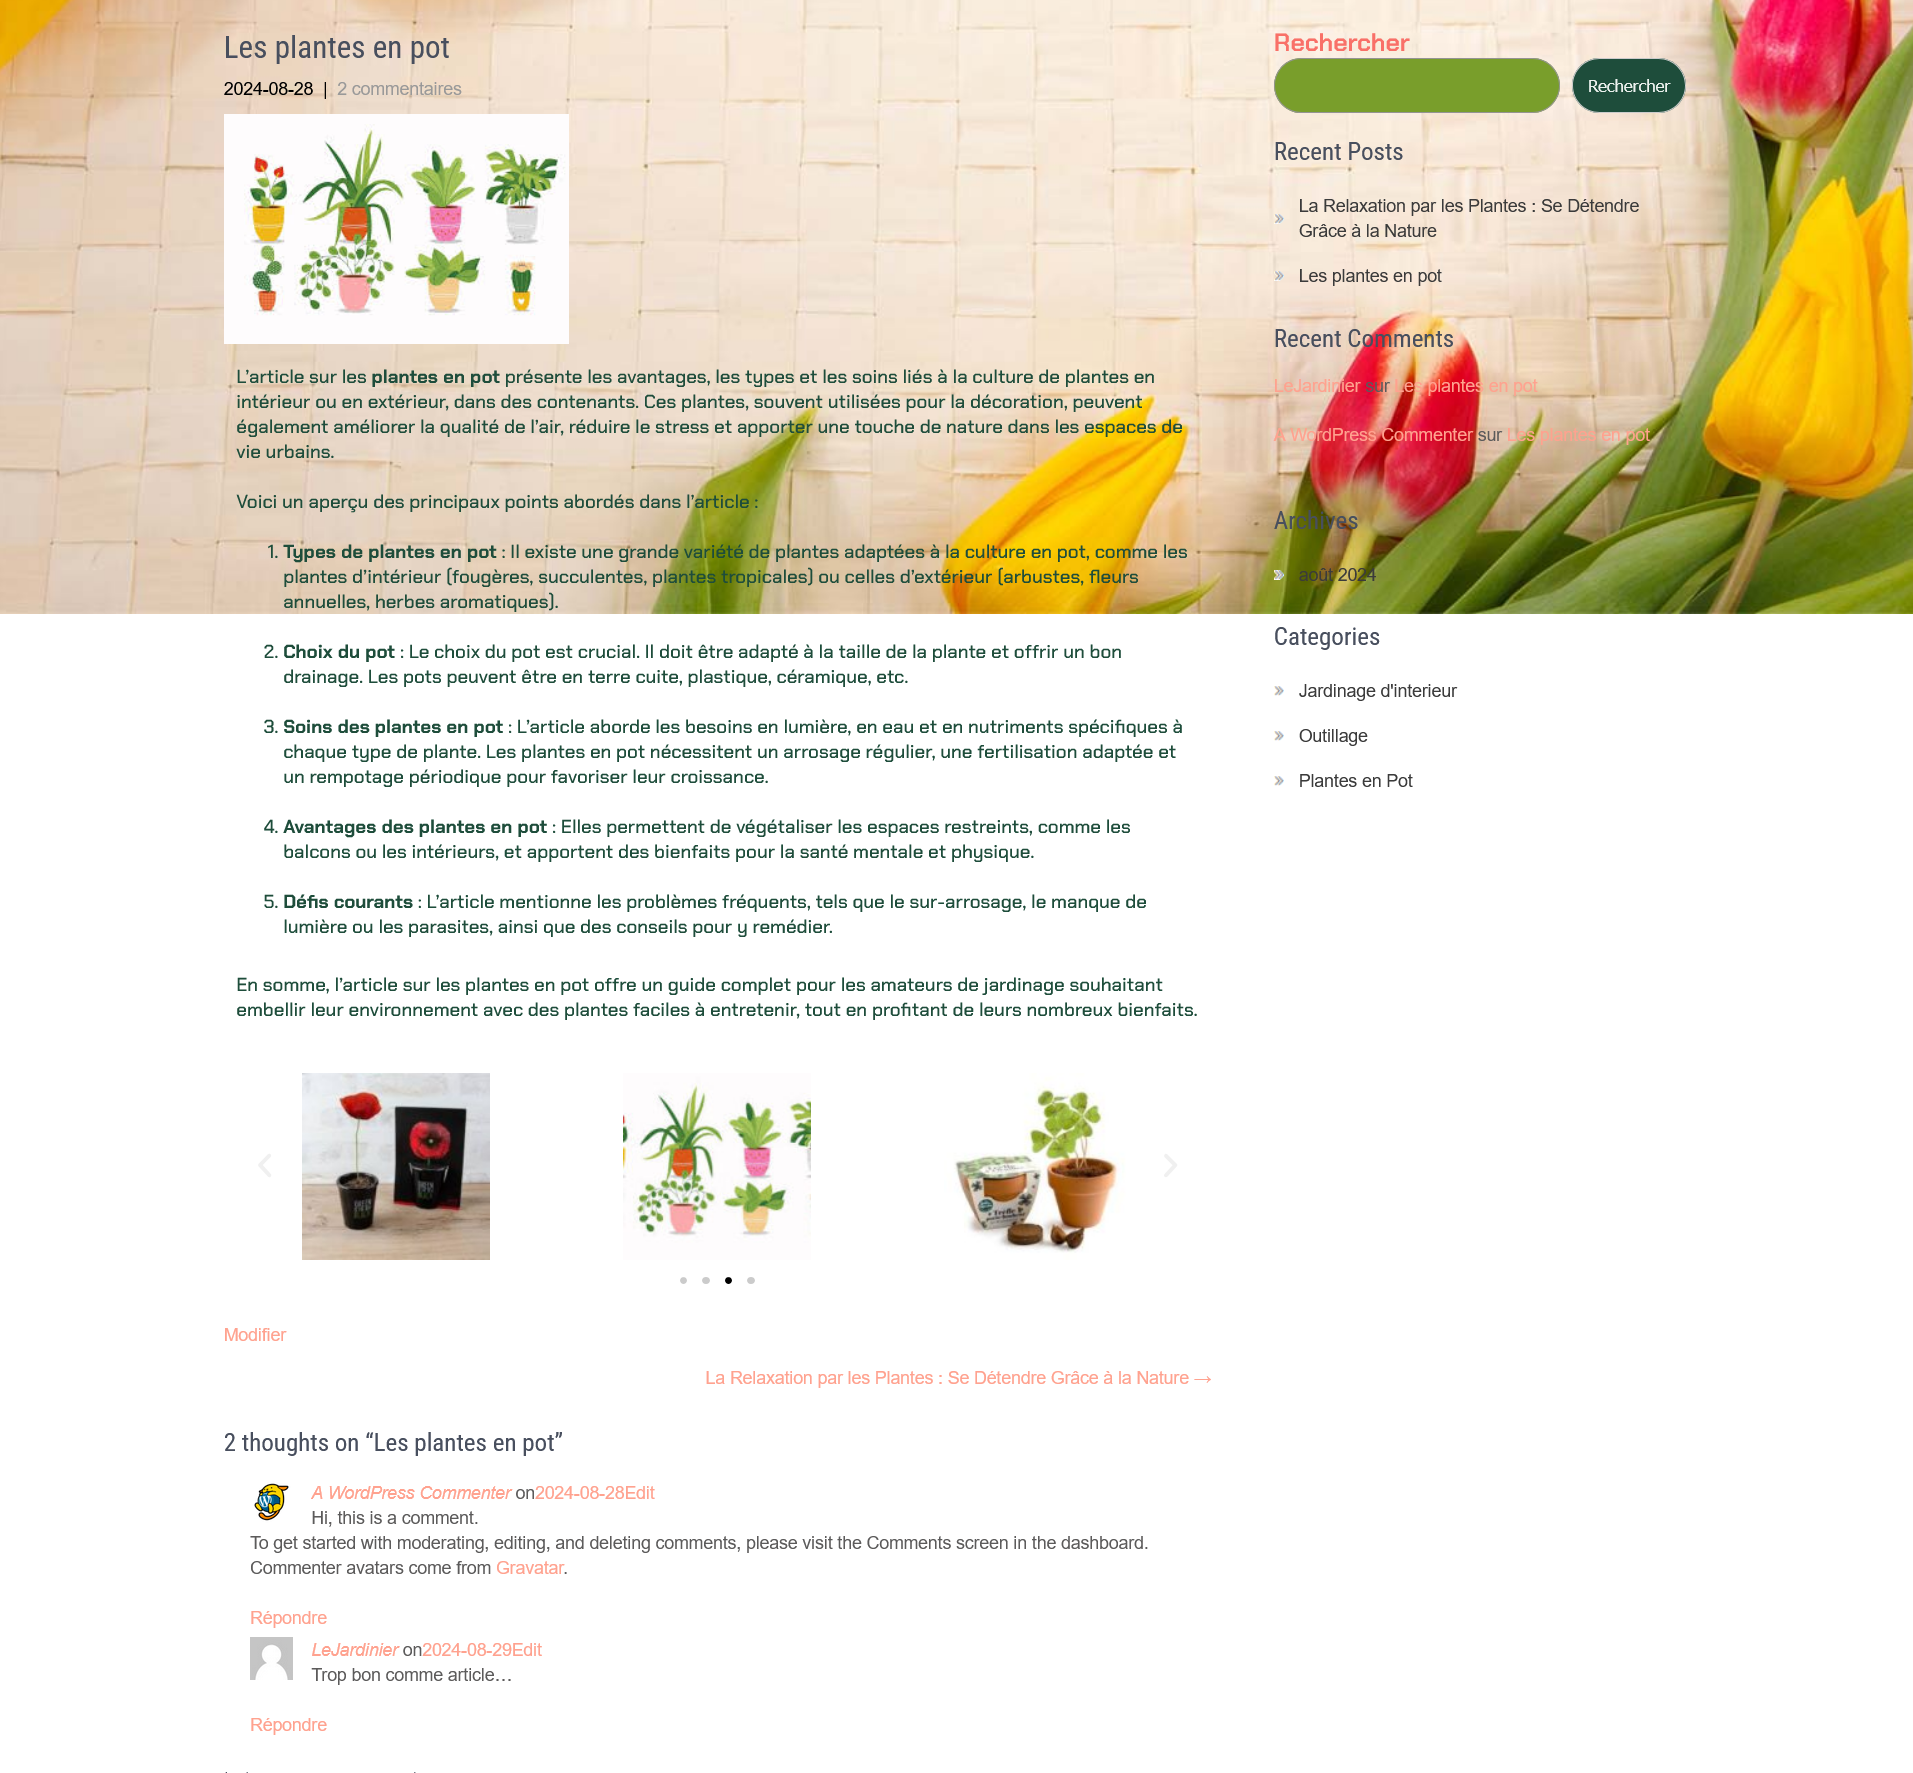 Les plantes en pot
2024-08-28 | 2 commentaires
L'article sur les plantes en pot présente les avantages, les types et les soins liés à la culture de plantes en
intérieur ou en extérieur, dans des contenants. Ces plantes, souvent utilisées pour la décoration, peuvent
également améliorer la qualité de l'air, réduire le stress et apporter une touche de nature dans les espaces de
vie urbains.
Voici un aperçu des principaux points abordés dans l'article :
1. Types de plantes en pot : Il existe une grande variété de plantes adaptées à la culture en pot, comme les
plantes d'intérieur (fougères, succulentes, plantes tropicales) ou celles d'extérieur (arbustes, fleurs
annuelles, herbes aromatiques).
2. Choix du pot : Le choix du pot est crucial. Il doit être adapté à la taille de la plante et offrir un bon
drainage. Les pots peuvent être en terre cuite, plastique, céramique, etc.
3. Soins des plantes en pot : L'article aborde les besoins en lumière, en eau et en nutriments spécifiques à
chaque type de plante. Les plantes en pot nécessitent un arrosage régulier, une fertilisation adaptée et
un rempotage périodique pour favoriser leur croissance.
4. Avantages des plantes en pot : Elles permettent de végétaliser les espaces restreints, comme les
balcons ou les intérieurs, et apportent des bienfaits pour la santé mentale et physique.
5. Défis courants : L'article mentionne les problèmes fréquents, tels que le sur-arrosage, le manque de
lumière ou les parasites, ainsi que des conseils pour y remédier.
En somme, l'article sur les plantes en pot offre un guide complet pour les amateurs de jardinage souhaitant
embellir leur environnement avec des plantes faciles à entretenir, tout en profitant de leurs nombreux bienfaits.
Trèfle
Modifier
La Relaxation par les Plantes : Se Détendre Grâce à la Nature →
2 thoughts on “Les plantes en pot”
A WordPress Commenter on2024-08-28Edit
Hi, this is a comment.
To get started with moderating, editing, and deleting comments, please visit the Comments screen in the dashboard.
Commenter avatars come from Gravatar.
Répondre
LeJardinier on2024-08-29Edit
Trop bon comme article…
Répondre
Rechercher
Rechercher
Recent Posts
» La Relaxation par les Plantes : Se Détendre
Grâce à la Nature
» Les plantes en pot
Recent Comments
LeJardinier sur Les plantes en pot
A WordPress Commenter sur Les plantes en pot
Archives
» août 2024
Categories
» Jardinage d'interieur
» Outillage
» Plantes en Pot